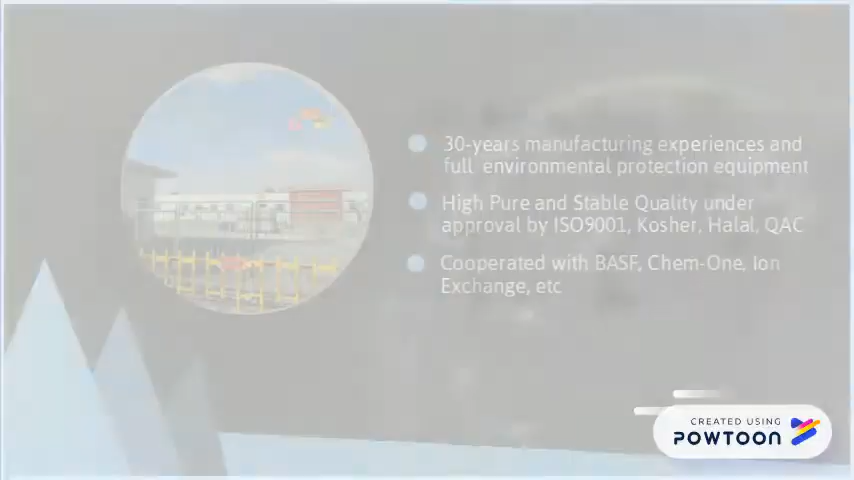 30-years manufacturing experiences and
full environmental protection equipment
High Pure and Stable Quality under
approval by ISO9001, Kosher, Halal, QAC
Cooperated with BASF, Chem-One, Ion
Exchange, etc
CREATED USING
POWTOON